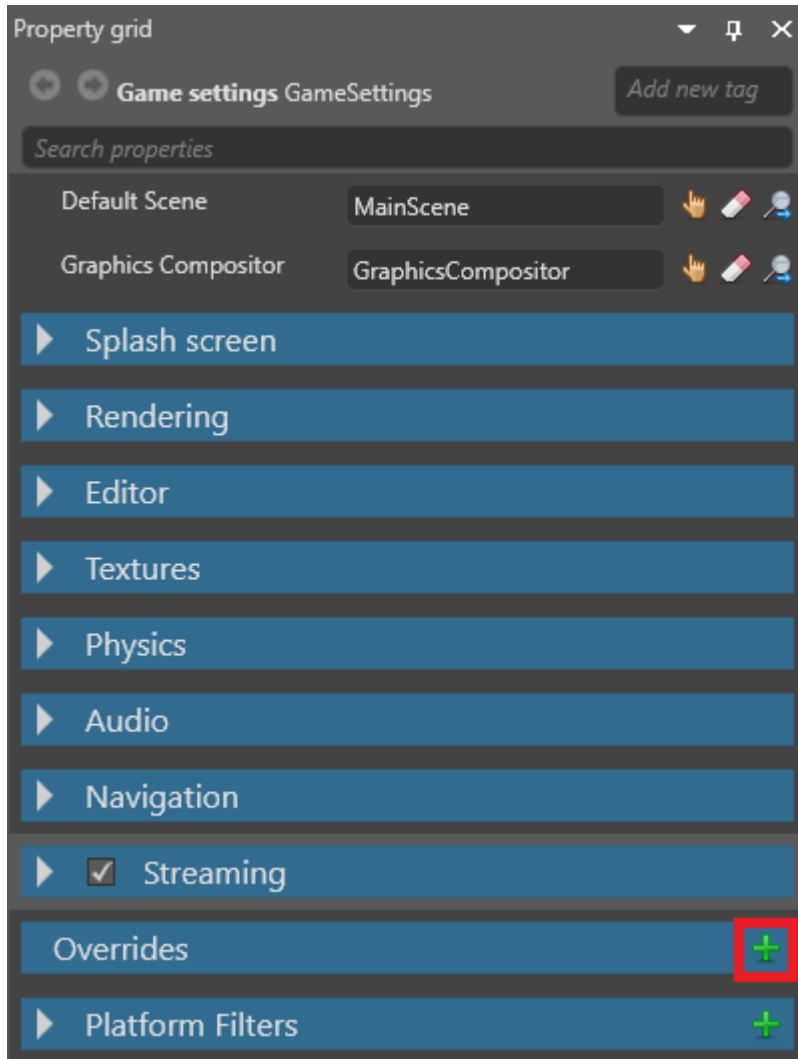 Property grid
Game settings GameSettings Add new tag
Search properties
Default Scene MainScene
Graphics Compositor GraphicsCompositor
Splash screen
Rendering
Editor
Textures
Physics
Audio
Navigation
Streaming
Overrides
Platform Filters